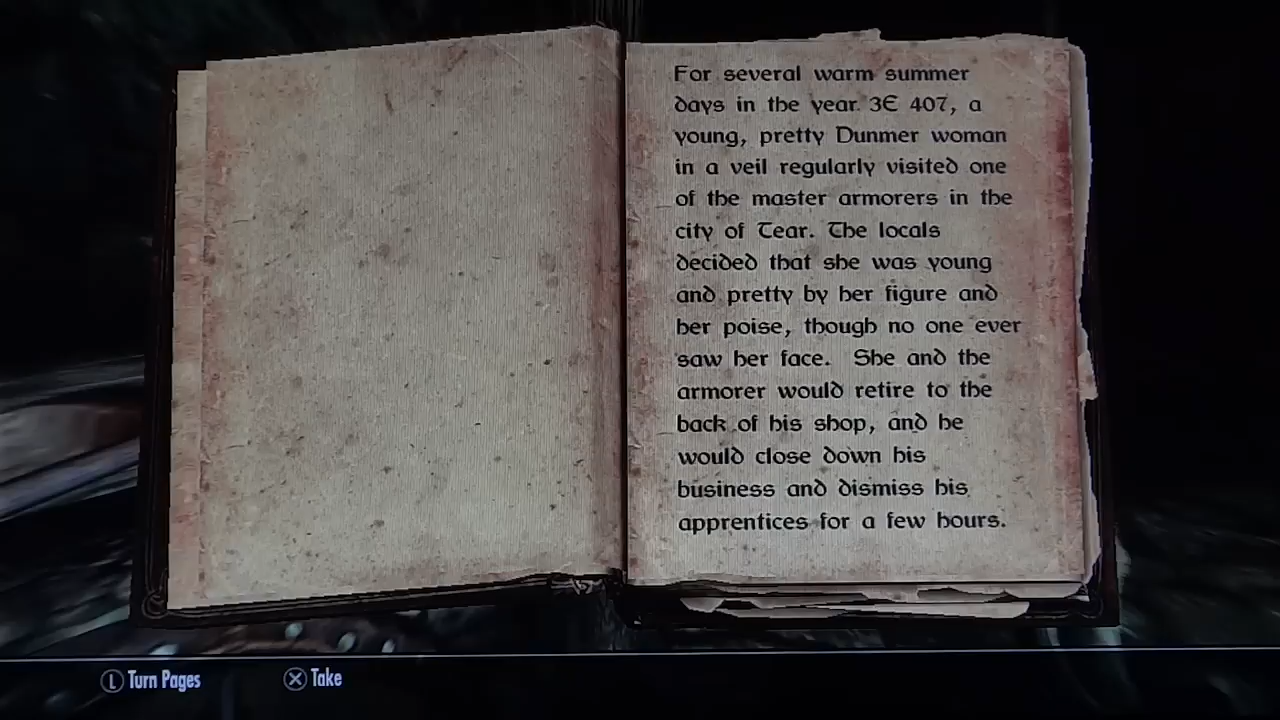 For several warm summer
days in the year 3E 407, a
young, pretty Dunmer woman
in a veil regularly visited one
of the master armorers in the
city of Tear. The locals
decided that she was young
and pretty by her figure and
her poise, though no one ever
saw her face. She and the
armorer would retire to the
back of his shop, and he
would close down his
business and dismiss his
apprentices for a few hours.
L Turn Pages
X Take